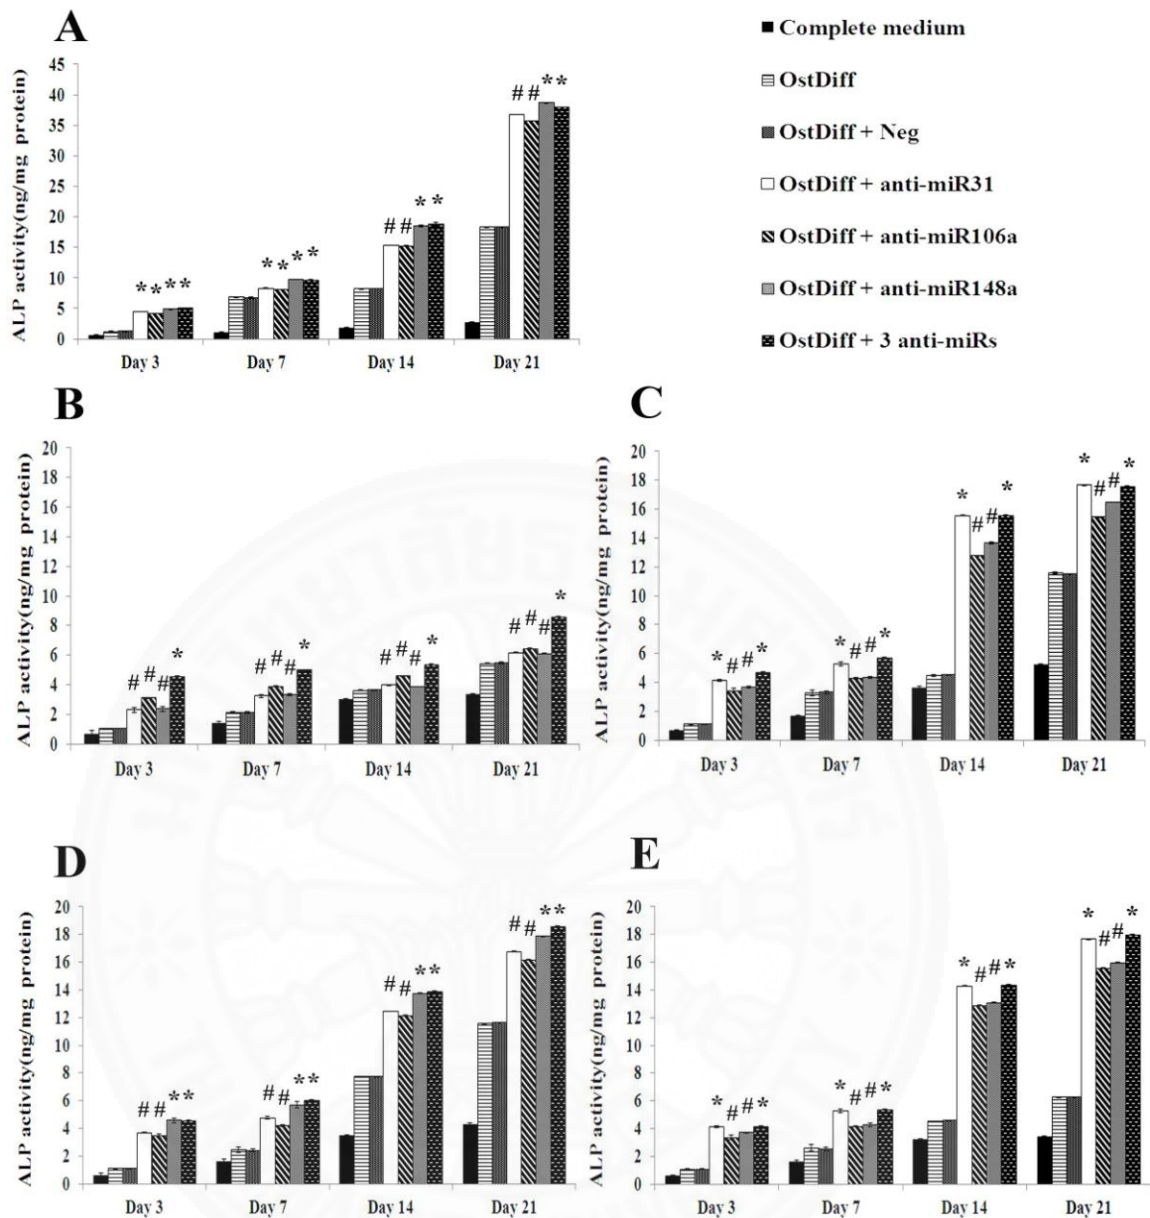 A
Complete medium
OstDiff
OstDiff + Neg
OstDiff + anti-miR31
OstDiff + anti-miR106a
OstDiff + anti-miR148a
OstDiff + 3 anti-miRs
ALP activity(ng/mg protein)
45
40
35
30
25
20
15
10
5
0
* * * *
* * * *
# # * *
# # * *
Day 3 Day 7 Day 14 Day 21
B
ALP activity(ng/mg protein)
20
18
16
14
12
10
8
6
4
2
0
# # # *
# # # *
# # # *
# # # *
Day 3 Day 7 Day 14 Day 21
C
ALP activity(ng/mg protein)
20
18
16
14
12
10
8
6
4
2
0
* # # *
* # # *
* # # *
* # # *
Day 3 Day 7 Day 14 Day 21
D
ALP activity(ng/mg protein)
20
18
16
14
12
10
8
6
4
2
0
# # * *
# # * *
# # * *
# # * *
Day 3 Day 7 Day 14 Day 21
E
ALP activity(ng/mg protein)
20
18
16
14
12
10
8
6
4
2
0
* # # *
* # # *
* # # *
* # # *
Day 3 Day 7 Day 14 Day 21